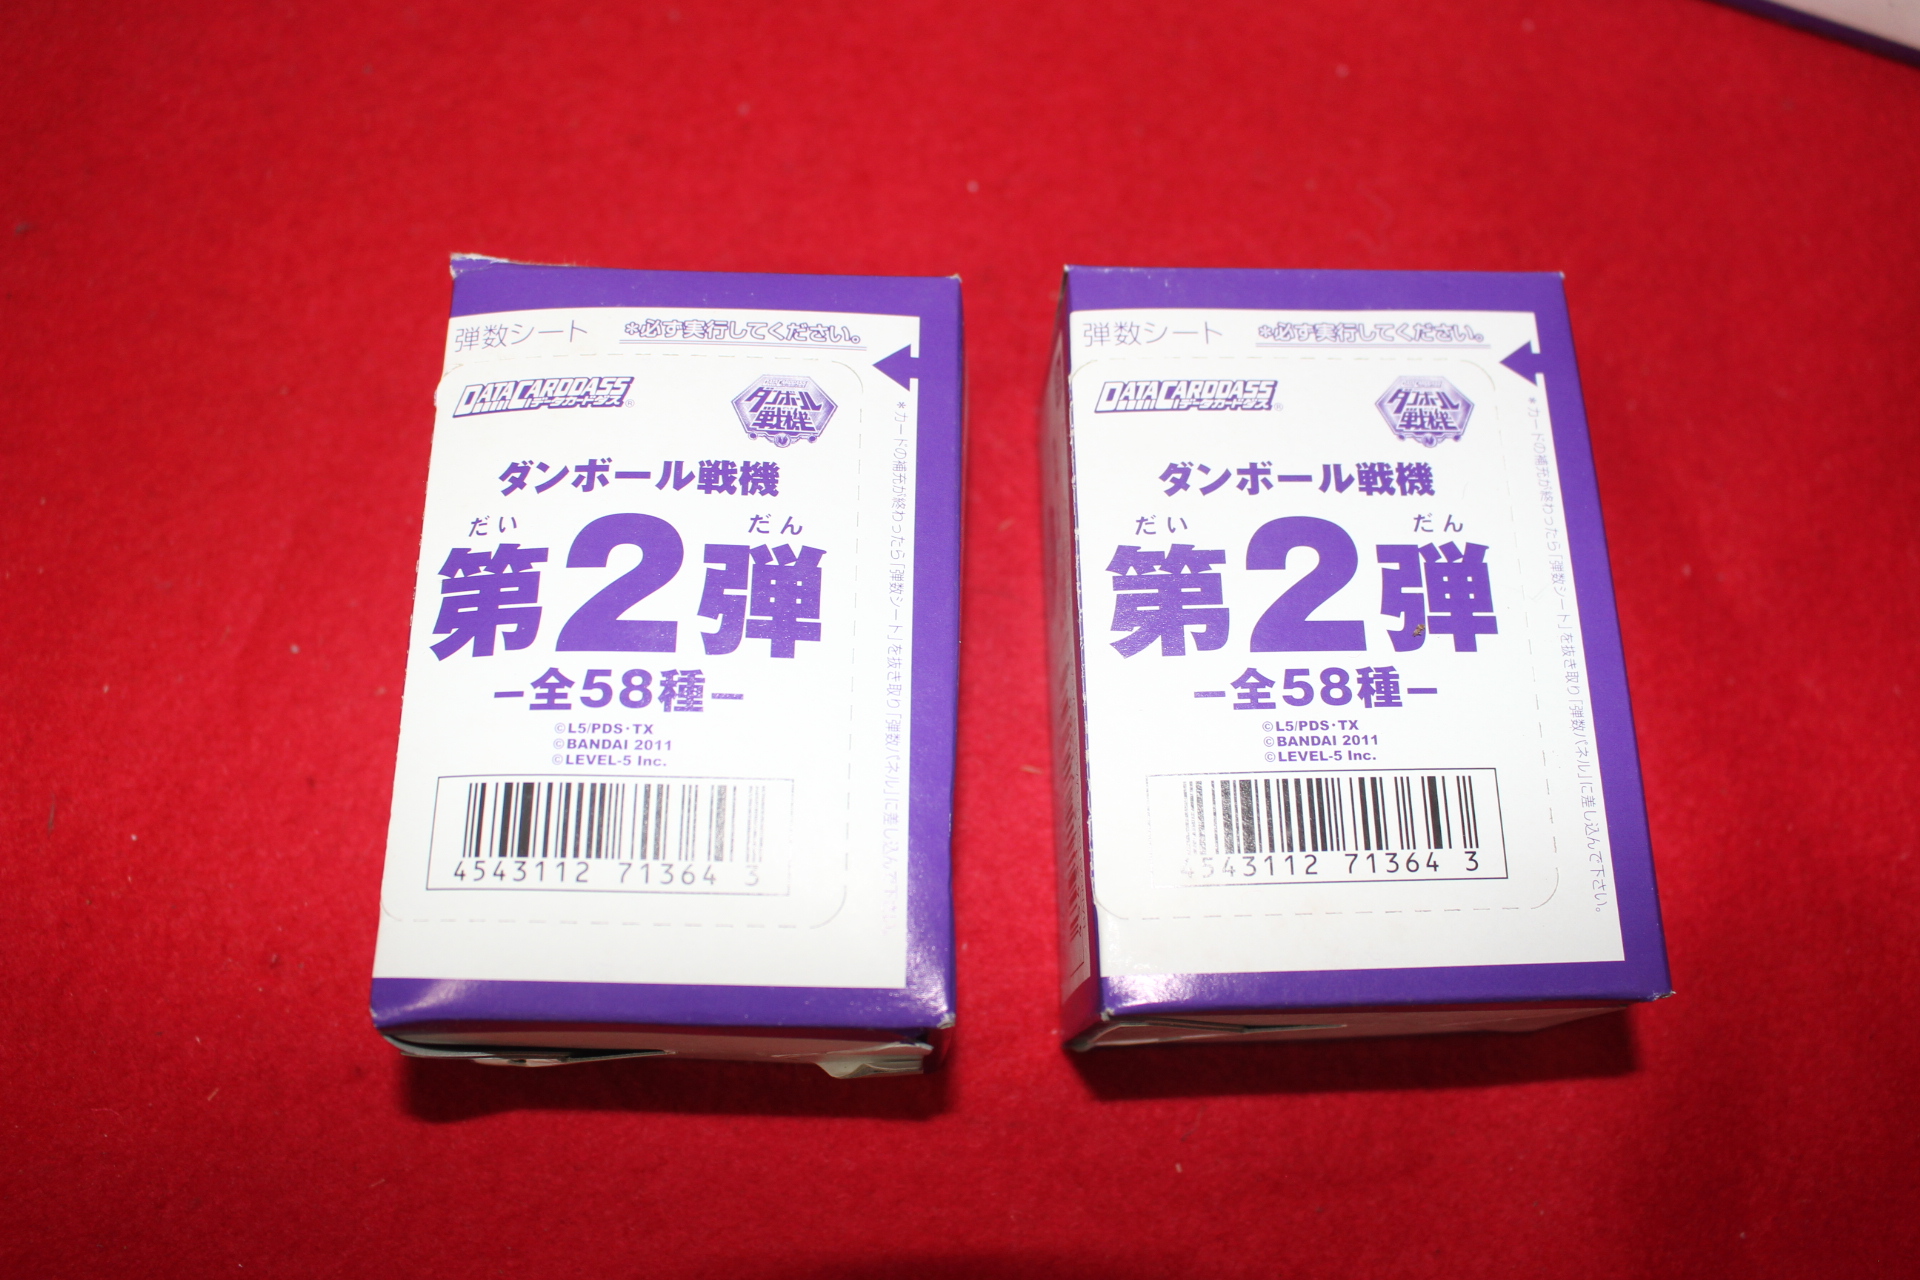 弾数シート ＊必ず実行してください。
DATA CARDDASS
データカードダス®
ダンボール
戦機
ダンボール戦機
だい だん
第2弾
－全58種－
©L5/PDS・TX
©BANDAI 2011
©LEVEL-5 Inc.
4543112 71364 3
＊カードの補充が終わったら「弾数シート」を抜き取り「弾数パネル」に差し込んで下さい。
弾数シート ＊必ず実行してください。
DATA CARDDASS
データカードダス®
ダンボール
戦機
ダンボール戦機
だい だん
第2弾
－全58種－
©L5/PDS・TX
©BANDAI 2011
©LEVEL-5 Inc.
4543112 71364 3
＊カードの補充が終わったら「弾数シート」を抜き取り「弾数パネル」に差し込んで下さい。